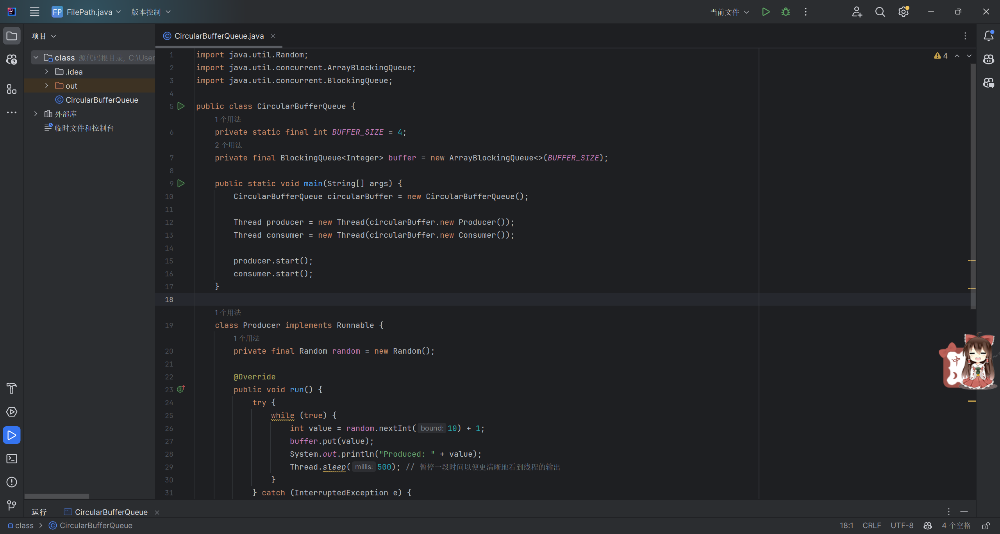 FP FilePath.java 版本控制 当前文件
项目
CircularBufferQueue.java
class 源代码根目录, C:\User
.idea
out
CircularBufferQueue
外部库
临时文件和控制台
4
1 import java.util.Random;
2 import java.util.concurrent.ArrayBlockingQueue;
3 import java.util.concurrent.BlockingQueue;
4
5 public class CircularBufferQueue {
1 个用法
6 private static final int BUFFER_SIZE = 4;
2 个用法
7 private final BlockingQueue<Integer> buffer = new ArrayBlockingQueue<>(BUFFER_SIZE);
8
9 public static void main(String[] args) {
10 CircularBufferQueue circularBuffer = new CircularBufferQueue();
11
12 Thread producer = new Thread(circularBuffer.new Producer());
13 Thread consumer = new Thread(circularBuffer.new Consumer());
14
15 producer.start();
16 consumer.start();
17 }
18
1 个用法
19 class Producer implements Runnable {
1 个用法
20 private final Random random = new Random();
21
22 @Override
23 public void run() {
24 try {
25 while (true) {
26 int value = random.nextInt( bound: 10) + 1;
27 buffer.put(value);
28 System.out.println("Produced: " + value);
29 Thread.sleep( millis: 500); // 暂停一段时间以便更清晰地看到线程的输出
30 }
31 } catch (InterruptedException e) {
中
运行 CircularBufferQueue
class CircularBufferQueue 18:1 CRLF UTF-8 4 个空格